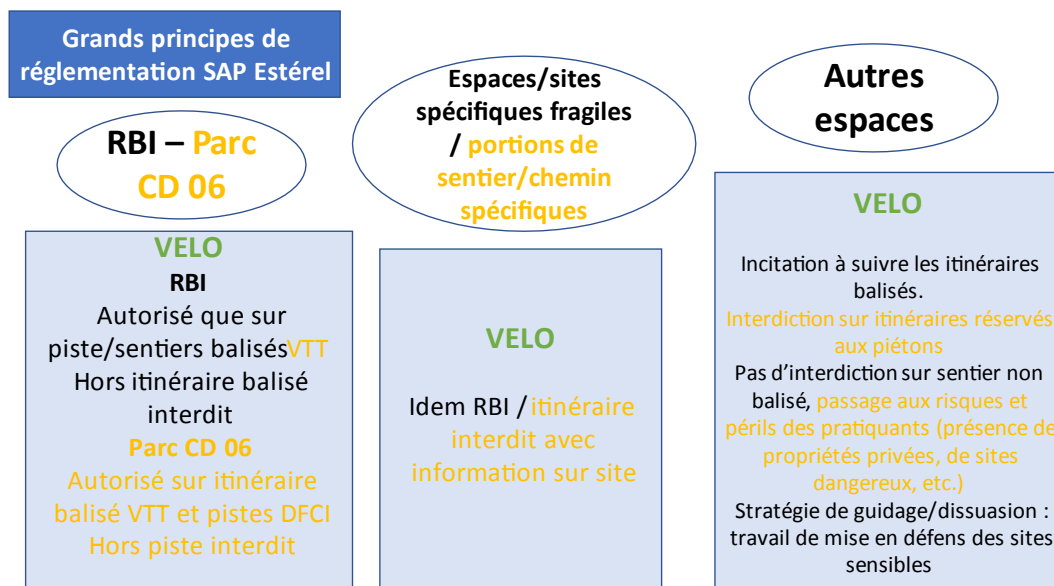 Grands principes de
réglementation SAP Estérel
RBI – Parc
CD 06
VELO
RBI
Autorisé que sur
piste/sentiers balisésVTT
Hors itinéraire balisé
interdit
Parc CD 06
Autorisé sur itinéraire
balisé VTT et pistes DFCI
Hors piste interdit
Espaces/sites
spécifiques fragiles
/ portions de
sentier/chemin
spécifiques
VELO
Idem RBI / itinéraire
interdit avec
information sur site
Autres
espaces
VELO
Incitation à suivre les itinéraires
balisés.
Interdiction sur itinéraires réservés
aux piétons
Pas d’interdiction sur sentier non
balisé, passage aux risques et
périls des pratiquants (présence de
propriétés privées, de sites
dangereux, etc.)
Stratégie de guidage/dissuasion :
travail de mise en défens des sites
sensibles